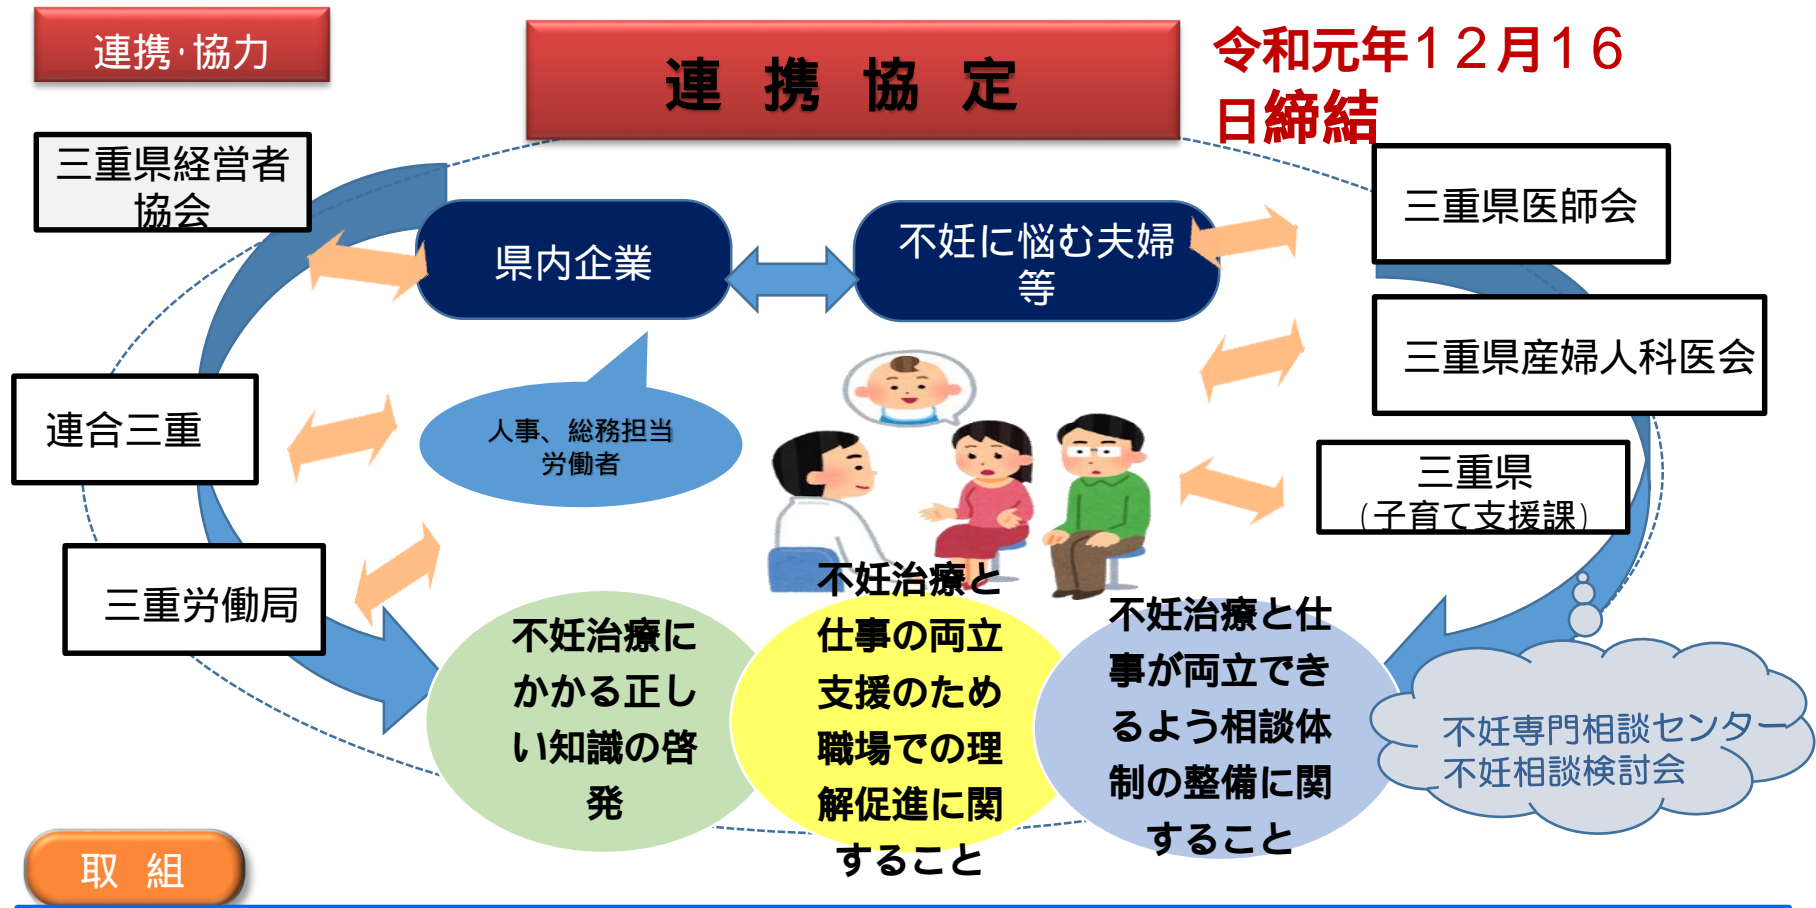 連携・協力
連 携 協 定
令和元年１２月１６
日締結
三重県経営者
協会
県内企業
不妊に悩む夫婦
等
三重県医師会
三重県産婦人科医会
連合三重
人事、総務担当
労働者
三重県
(子育て支援課)
三重労働局
不妊治療に
かかる正し
い知識の啓
発
不妊治療と
仕事の両立
支援のため
職場での理
解促進に関
すること
不妊治療と仕
事が両立でき
るよう相談体
制の整備に関
すること
不妊専門相談センター
不妊相談検討会
取 組